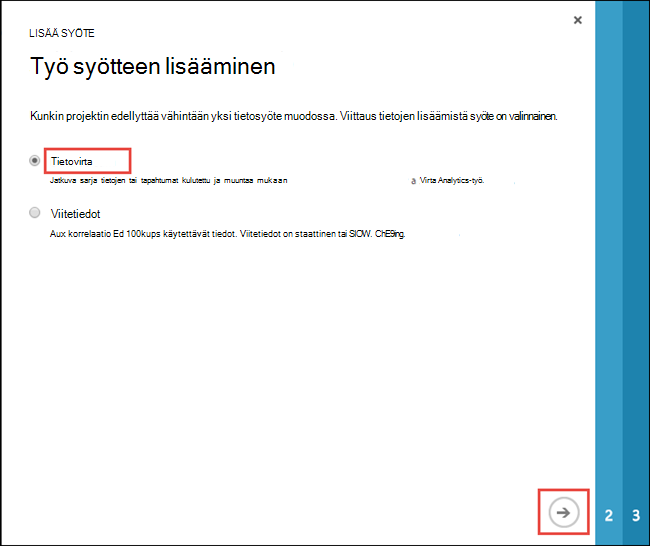 LISÄÄ SYÖTE
Työ syötteen lisääminen
Kunkin projektin edellyttää vähintään yksi tietosyöte muodossa. Viittaus tietojen lisäämistä syöte on valinnainen.
Tietovirta
Jatkuva sarja tietojen tai tapahtumat kulutettu ja muuntaa mukaan a Virta Analytics-työ.
Viitetiedot
Aux korrelaatio Ed 100kups käytettävät tiedot. Viitetiedot on staattinen tai SlOW. ChE9ing.
2 3